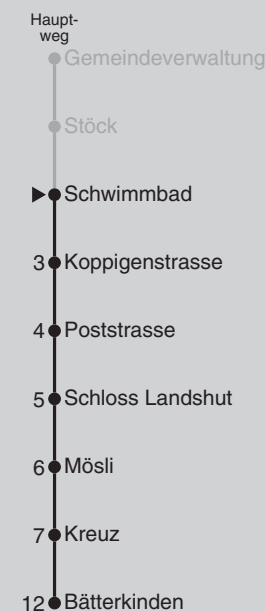 Haupt-
weg
Gemeindeverwaltung
Stöck
Schwimmbad
3 Koppigenstrasse
4 Poststrasse
5 Schloss Landshut
6 Mösli
7 Kreuz
12 Bätterkinden